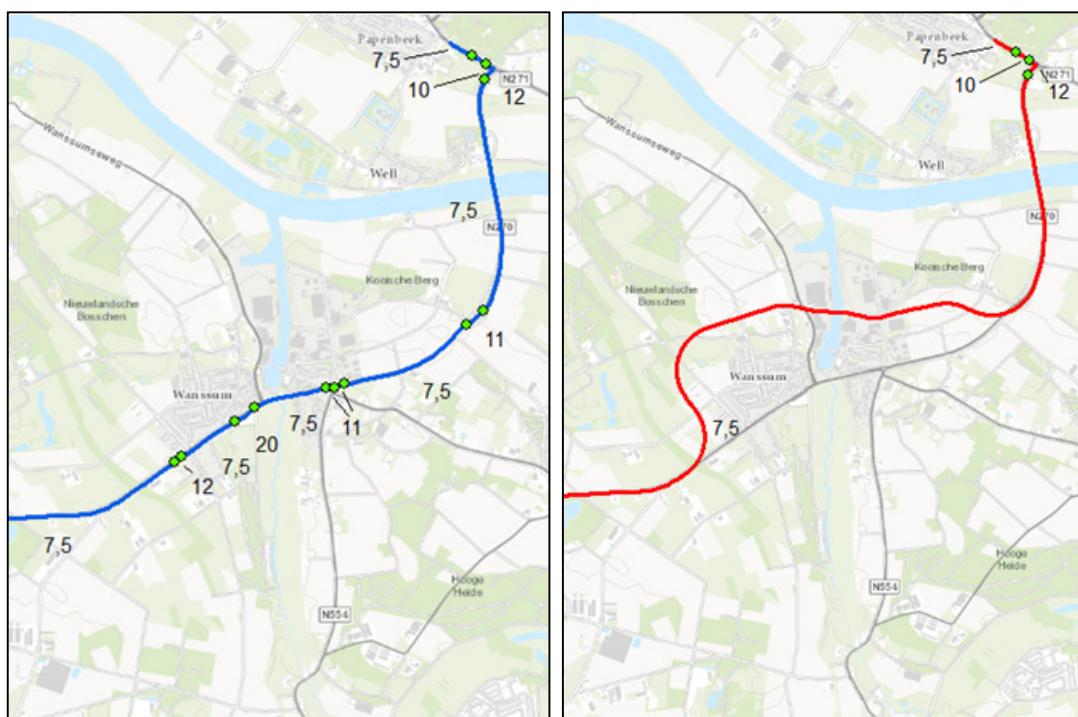 Papenbeek
7,5
N271
10
12
Wanssumseweg
Well
7,5
N270
Kooische Berg
Nieuwlandsche
Bosschen
11
Wanssum
7,5
7,5
11
20
7,5
12
7,5
Hooge
Heide
N554
Papenbeek
7,5
10
N271
12
Wanssumseweg
Well
N270
Kooische Berg
Nieuwlandsche
Bosschen
Wanssum
7,5
Hooge
Heide
N554